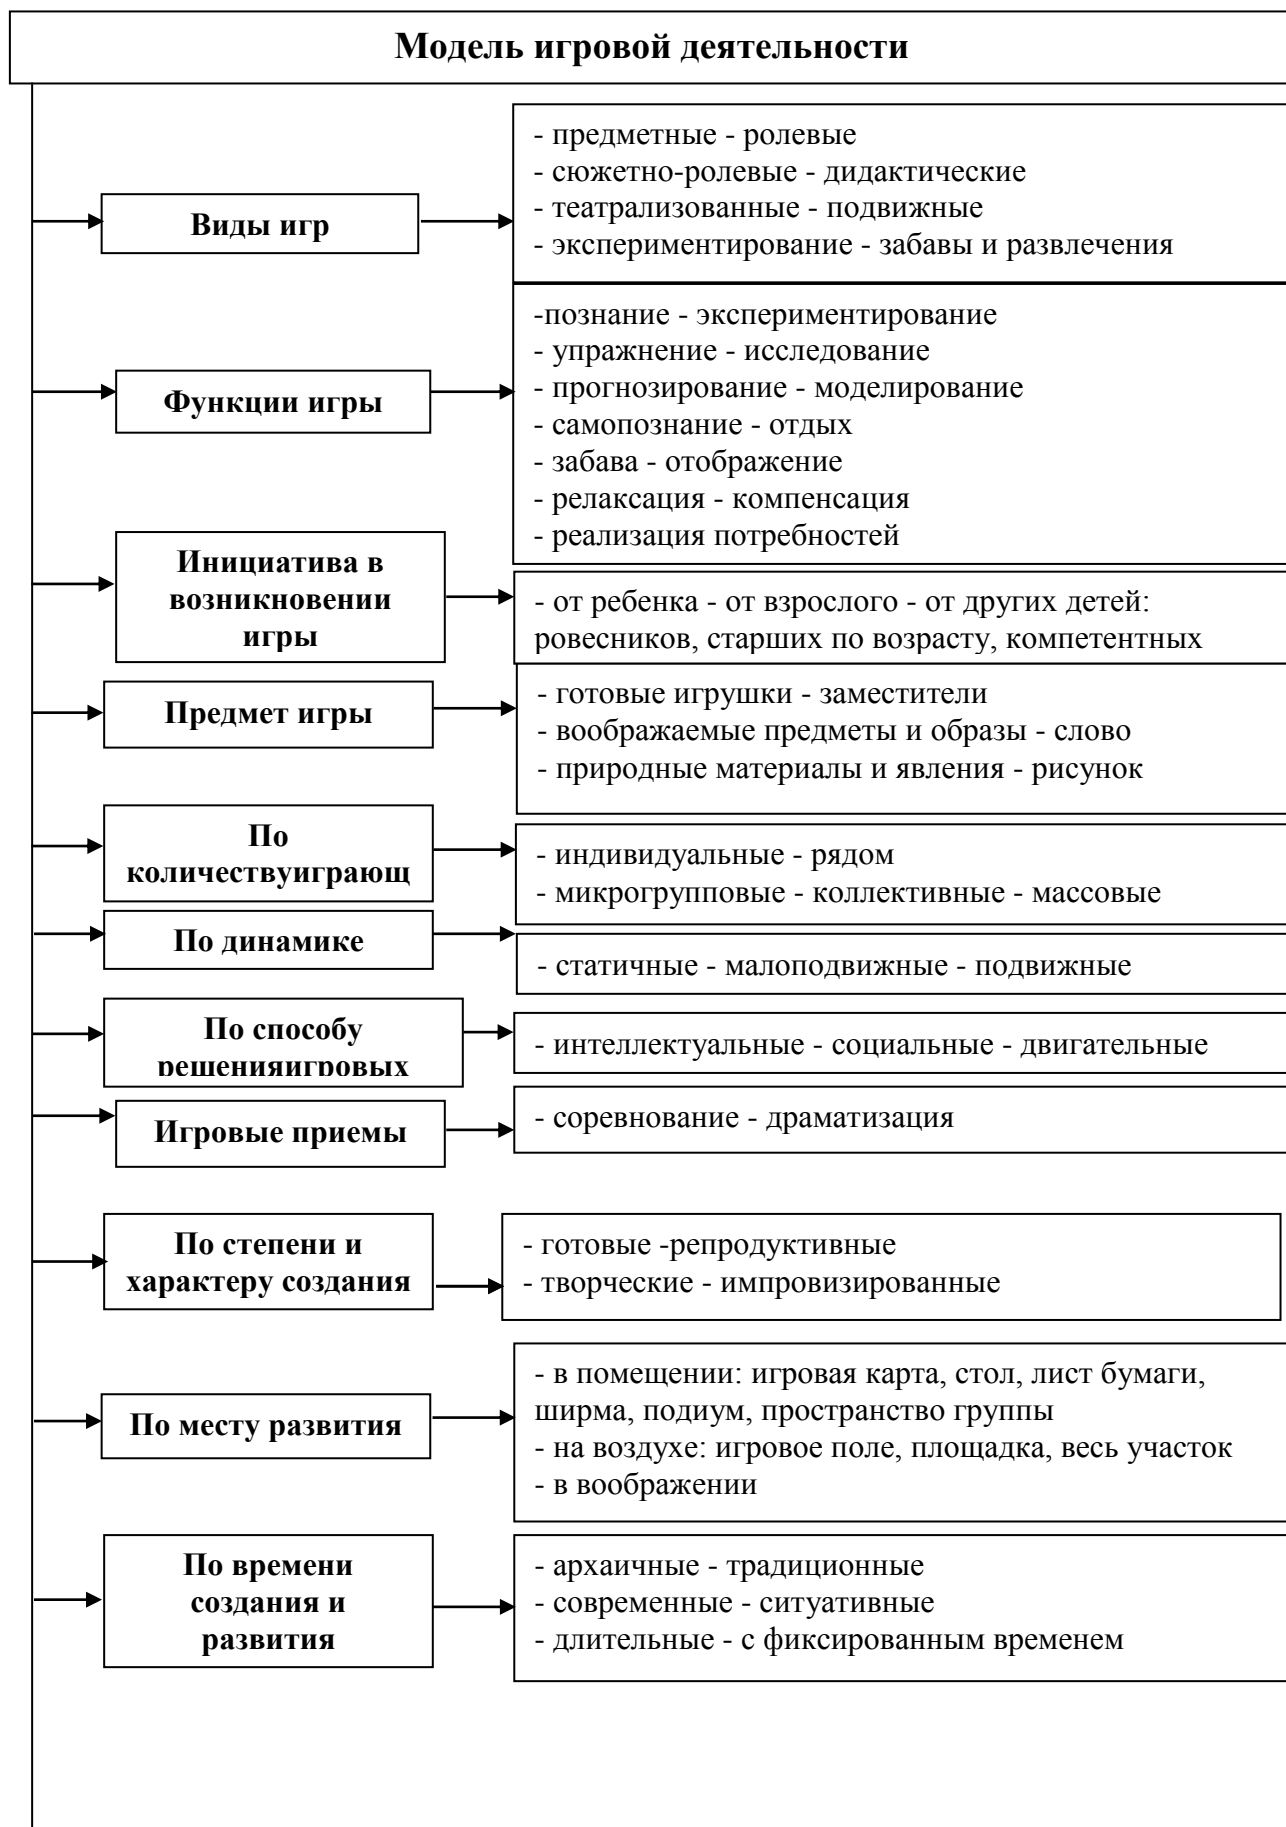 Модель игровой деятельности
Виды игр
- предметные - ролевые
- сюжетно-ролевые - дидактические
- театрализованные - подвижные
- экспериментирование - забавы и развлечения
Функции игры
-познание - экспериментирование
- упражнение - исследование
- прогнозирование - моделирование
- самопознание - отдых
- забава - отображение
- релаксация - компенсация
- реализация потребностей
Инициатива в
возникновении
игры
- от ребенка - от взрослого - от других детей:
ровесников, старших по возрасту, компетентных
Предмет игры
- готовые игрушки - заместители
- воображаемые предметы и образы - слово
- природные материалы и явления - рисунок
По
количествуиграющ
- индивидуальные - рядом
- микрогрупповые - коллективные - массовые
По динамике
- статичные - малоподвижные - подвижные
По способу
решенияигровых
- интеллектуальные - социальные - двигательные
Игровые приемы
- соревнование - драматизация
По степени и
характеру создания
- готовые -репродуктивные
- творческие - импровизированные
По месту развития
- в помещении: игровая карта, стол, лист бумаги,
ширма, подиум, пространство группы
- на воздухе: игровое поле, площадка, весь участок
- в воображении
По времени
создания и
развития
- архаичные - традиционные
- современные - ситуативные
- длительные - с фиксированным временем